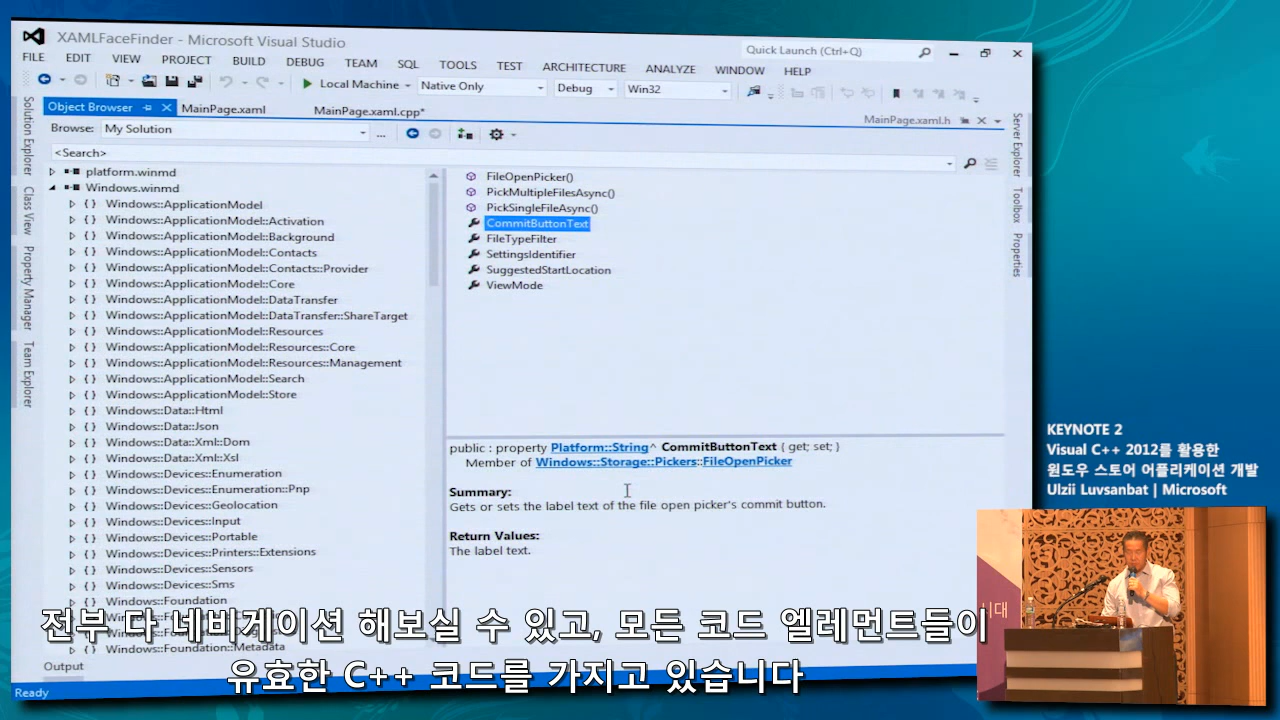 XAMLFaceFinder - Microsoft Visual Studio
Quick Launch (Ctrl+Q)
FILE EDIT VIEW PROJECT BUILD DEBUG TEAM SQL TOOLS TEST ARCHITECTURE ANALYZE WINDOW HELP
Local Machine Native Only Debug Win32
Object Browser MainPage.xaml MainPage.xaml.cpp* MainPage.xaml.h
Browse: My Solution ...
<Search>
Solution Explorer
Class View
Property Manager
Team Explorer
Server Explorer
Toolbox
Properties
platform.winmd
Windows.winmd
{ } Windows::ApplicationModel
{ } Windows::ApplicationModel::Activation
{ } Windows::ApplicationModel::Background
{ } Windows::ApplicationModel::Contacts
{ } Windows::ApplicationModel::Contacts::Provider
{ } Windows::ApplicationModel::Core
{ } Windows::ApplicationModel::DataTransfer
{ } Windows::ApplicationModel::DataTransfer::ShareTarget
{ } Windows::ApplicationModel::Resources
{ } Windows::ApplicationModel::Resources::Core
{ } Windows::ApplicationModel::Resources::Management
{ } Windows::ApplicationModel::Search
{ } Windows::ApplicationModel::Store
{ } Windows::Data::Html
{ } Windows::Data::Json
{ } Windows::Data::Xml::Dom
{ } Windows::Data::Xml::Xsl
{ } Windows::Devices::Enumeration
{ } Windows::Devices::Enumeration::Pnp
{ } Windows::Devices::Geolocation
{ } Windows::Devices::Input
{ } Windows::Devices::Portable
{ } Windows::Devices::Printers::Extensions
{ } Windows::Devices::Sensors
{ } Windows::Devices::Sms
{ } Windows::Foundation
{ } Windows::Foundation::Metadata
FileOpenPicker()
PickMultipleFilesAsync()
PickSingleFileAsync()
CommitButtonText
FileTypeFilter
SettingsIdentifier
SuggestedStartLocation
ViewMode
public : property Platform::String^ CommitButtonText { get; set; }
Member of Windows::Storage::Pickers::FileOpenPicker
Summary:
Gets or sets the label text of the file open picker's commit button.
Return Values:
The label text.
Output
Ready
KEYNOTE 2
Visual C++ 2012를 활용한
윈도우 스토어 어플리케이션 개발
Ulzii Luvsanbat | Microsoft
시대
전부 다 네비게이션 해보실 수 있고, 모든 코드 엘레먼트들이
유효한 C++ 코드를 가지고 있습니다